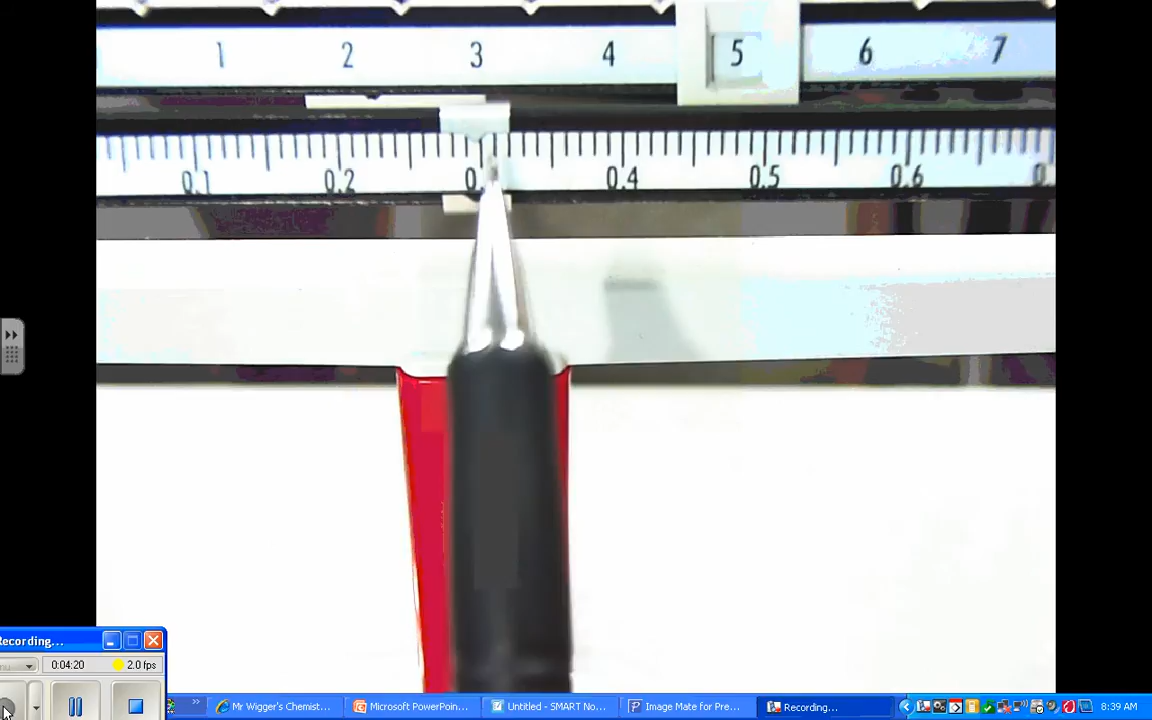 1 2 3 4 5 6 7
0.1 0.2 0.4 0.5 0.6
Recording...
0:04:20 2.0 fps
Mr Wigger's Chemist... Microsoft PowerPoin... Untitled - SMART No... Image Mate for Pre... Recording... 8:39 AM